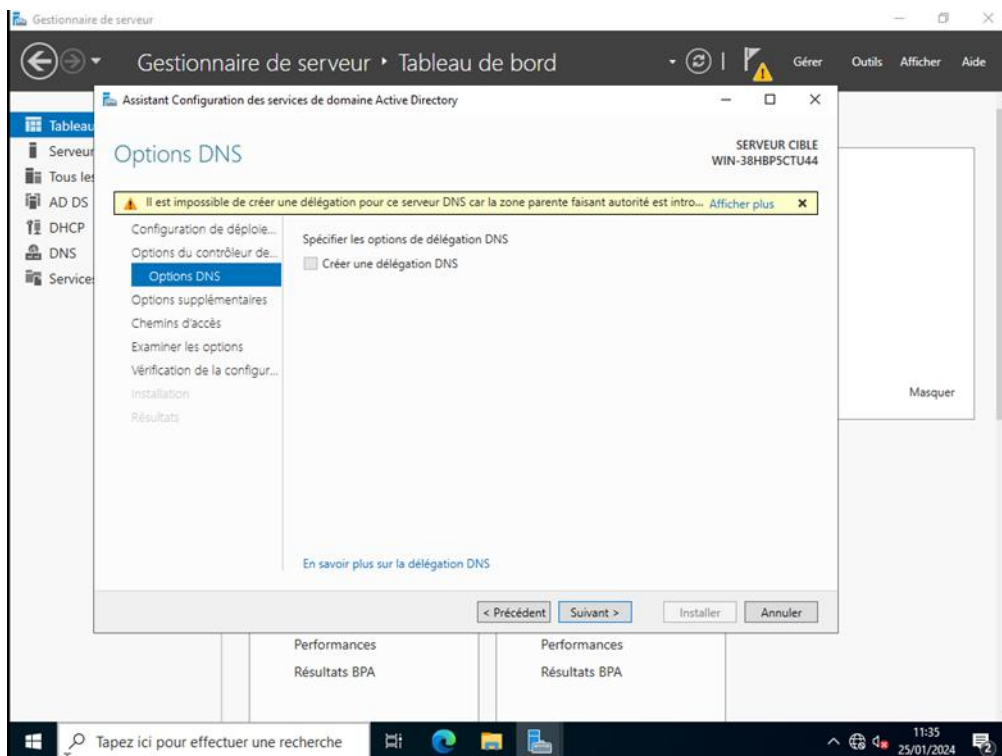 Gestionnaire de serveur
Gestionnaire de serveur ‣ Tableau de bord
Gérer Outils Afficher Aide
Assistant Configuration des services de domaine Active Directory
Tableau
Serveur
Tous les
AD DS
DHCP
DNS
Services
Options DNS
SERVEUR CIBLE
WIN-38HBP5CTU44
Il est impossible de créer une délégation pour ce serveur DNS car la zone parente faisant autorité est intro... Afficher plus
Configuration de déploie...
Options du contrôleur de...
Options DNS
Options supplémentaires
Chemins d'accès
Examiner les options
Vérification de la configur...
Installation
Résultats
Spécifier les options de délégation DNS
Créer une délégation DNS
En savoir plus sur la délégation DNS
Masquer
< Précédent Suivant > Installer Annuler
Performances Performances
Résultats BPA Résultats BPA
Tapez ici pour effectuer une recherche
11:35
25/01/2024